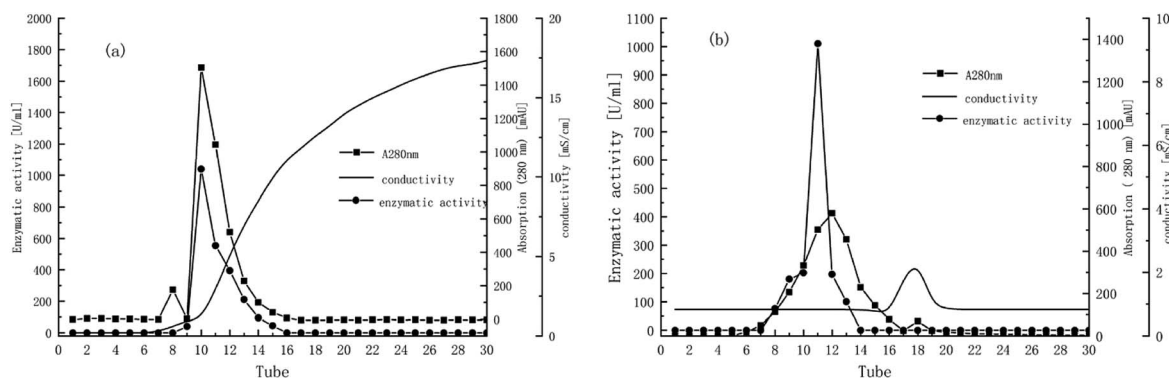 (a)
Enzymatic activity [U/ml]
2000
1800
1600
1400
1200
1000
800
600
400
200
0
A280nm
conductivity
enzymatic activity
0 2 4 6 8 10 12 14 16 18 20 22 24 26 28 30
Tube
1800
1600
1400
1200
1000
800
600
400
200
0
Absorption (280 nm) [mAU]
20
15
10
5
0
conductivity [mS/cm]
(b)
Enzymatic activity [U/ml]
1100
1000
900
800
700
600
500
400
300
200
100
0
A280nm
conductivity
enzymatic activity
0 2 4 6 8 10 12 14 16 18 20 22 24 26 28 30
Tube
1400
1200
1000
800
600
400
200
0
Absorption ( 280 nm) [mAU]
10
8
6
4
2
0
conductivity [mS/cm]